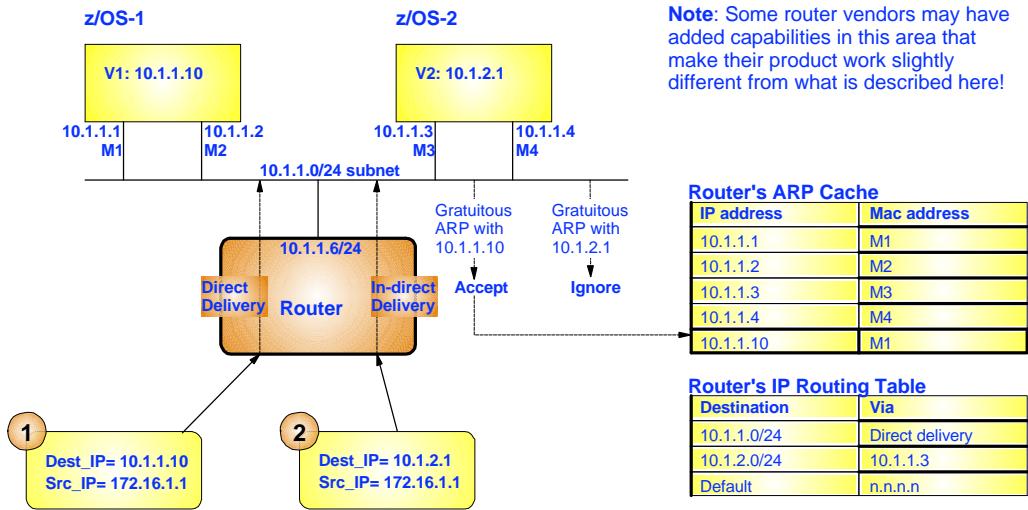 z/OS-1
z/OS-2
Note: Some router vendors may have
added capabilities in this area that
make their product work slightly
different from what is described here!
V1: 10.1.1.10
V2: 10.1.2.1
10.1.1.1
M1
10.1.1.2
M2
10.1.1.3
M3
10.1.1.4
M4
10.1.1.0/24 subnet
Gratuitous
ARP with
10.1.1.10
Gratuitous
ARP with
10.1.2.1
Accept
Ignore
10.1.1.6/24
Direct
Delivery
Router
In-direct
Delivery
Router's ARP Cache
IP address Mac address
10.1.1.1 M1
10.1.1.2 M2
10.1.1.3 M3
10.1.1.4 M4
10.1.1.10 M1
Router's IP Routing Table
Destination Via
10.1.1.0/24 Direct delivery
10.1.2.0/24 10.1.1.3
Default n.n.n.n
1
Dest_IP= 10.1.1.10
Src_IP= 172.16.1.1
2
Dest_IP= 10.1.2.1
Src_IP= 172.16.1.1